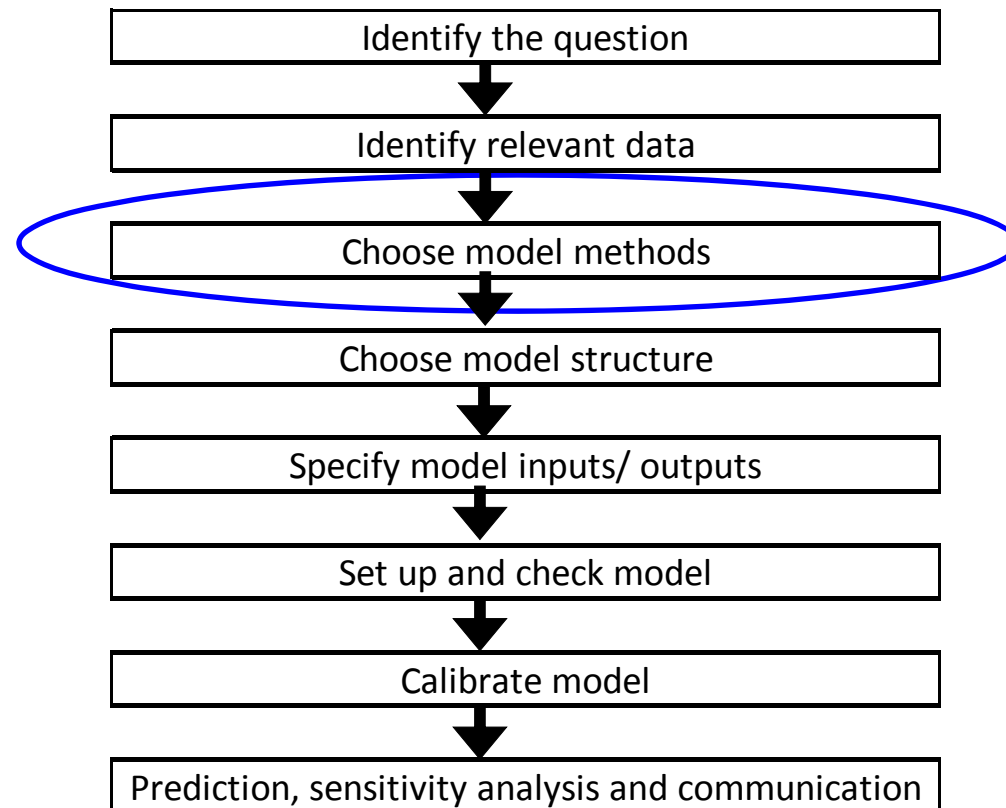 Identify the question
Identify relevant data
Choose model methods
Choose model structure
Specify model inputs/ outputs
Set up and check model
Calibrate model
Prediction, sensitivity analysis and communication